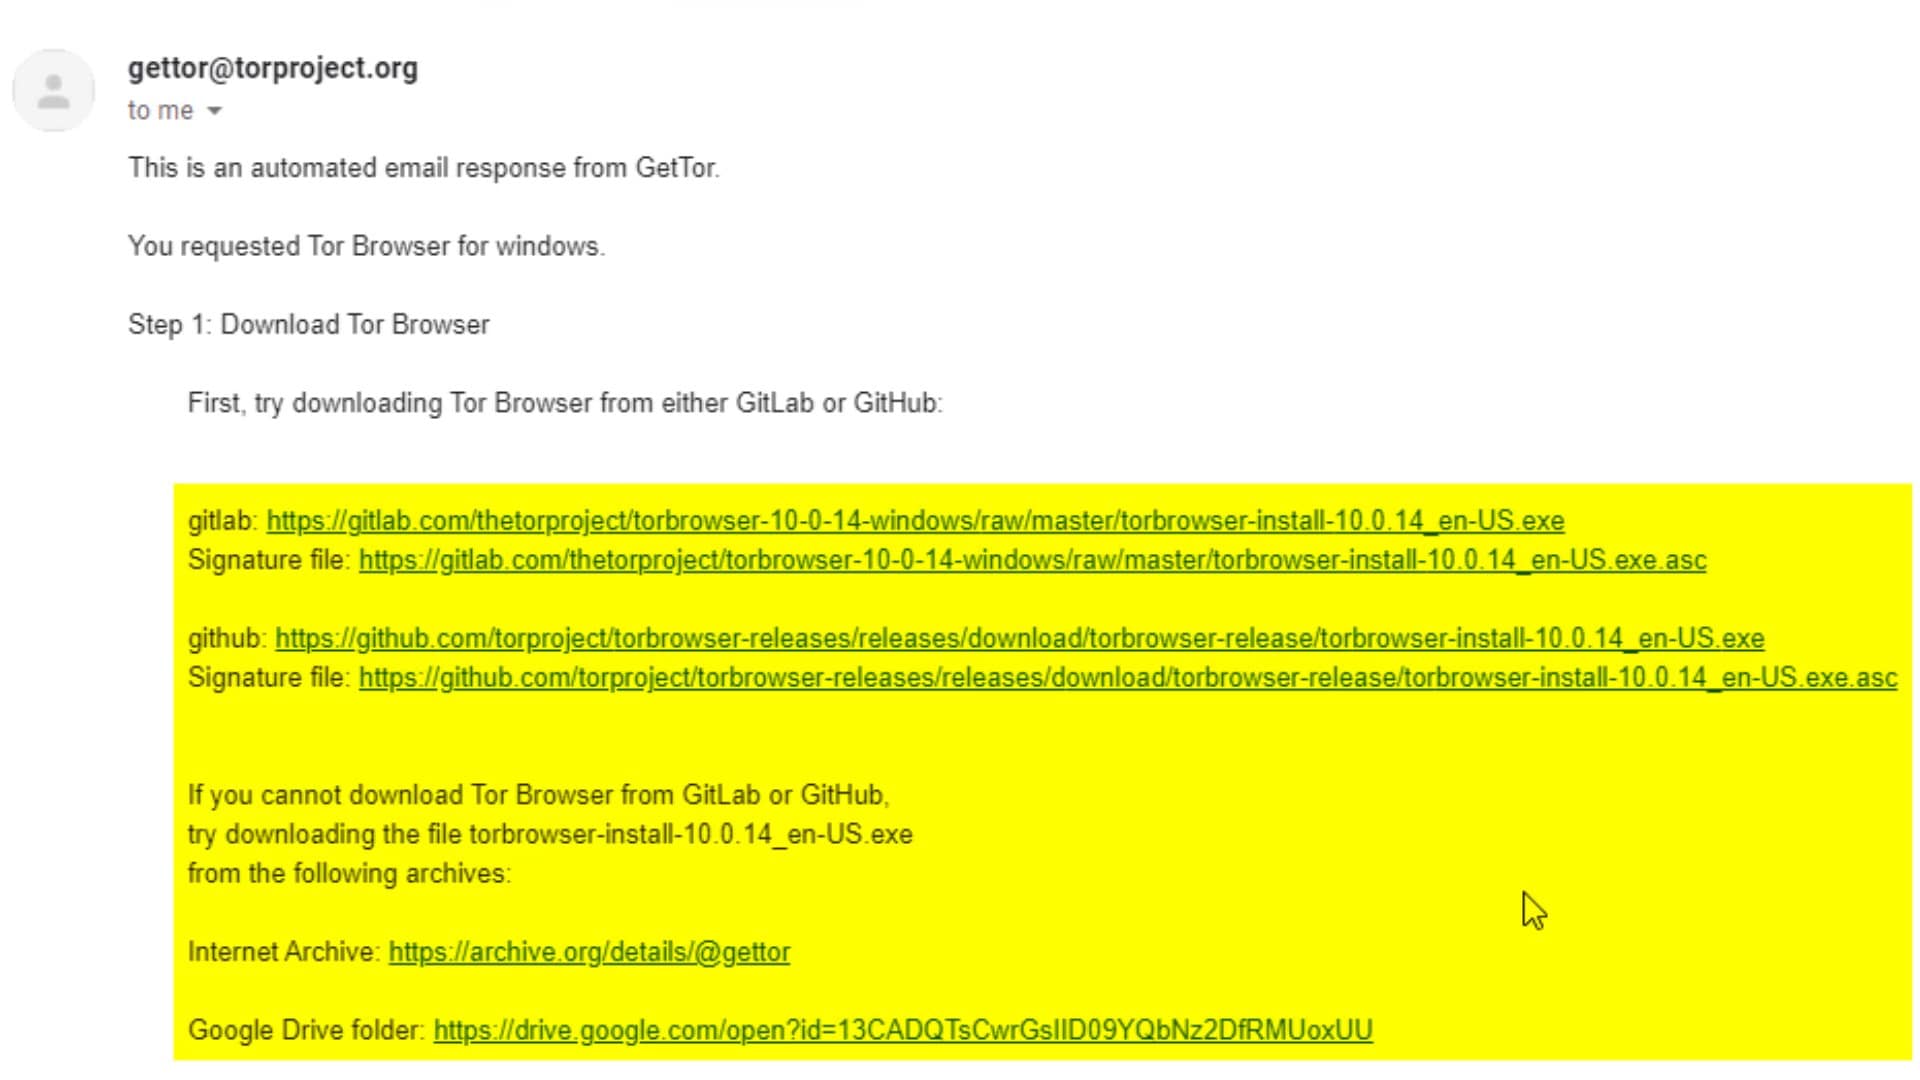 gettor@torproject.org
to me
This is an automated email response from GetTor.
You requested Tor Browser for windows.
Step 1: Download Tor Browser
First, try downloading Tor Browser from either GitLab or GitHub:
gitlab: https://gitlab.com/thetorproject/torbrowser-10-0-14-windows/raw/master/torbrowser-install-10.0.14_en-US.exe
Signature file: https://gitlab.com/thetorproject/torbrowser-10-0-14-windows/raw/master/torbrowser-install-10.0.14_en-US.exe.asc
github: https://github.com/torproject/torbrowser-releases/releases/download/torbrowser-release/torbrowser-install-10.0.14_en-US.exe
Signature file: https://github.com/torproject/torbrowser-releases/releases/download/torbrowser-release/torbrowser-install-10.0.14_en-US.exe.asc
If you cannot download Tor Browser from GitLab or GitHub,
try downloading the file torbrowser-install-10.0.14_en-US.exe
from the following archives:
Internet Archive: https://archive.org/details/@gettor
Google Drive folder: https://drive.google.com/open?id=13CADQTsCwrGsIID09YQbNz2DfRMUoxUU